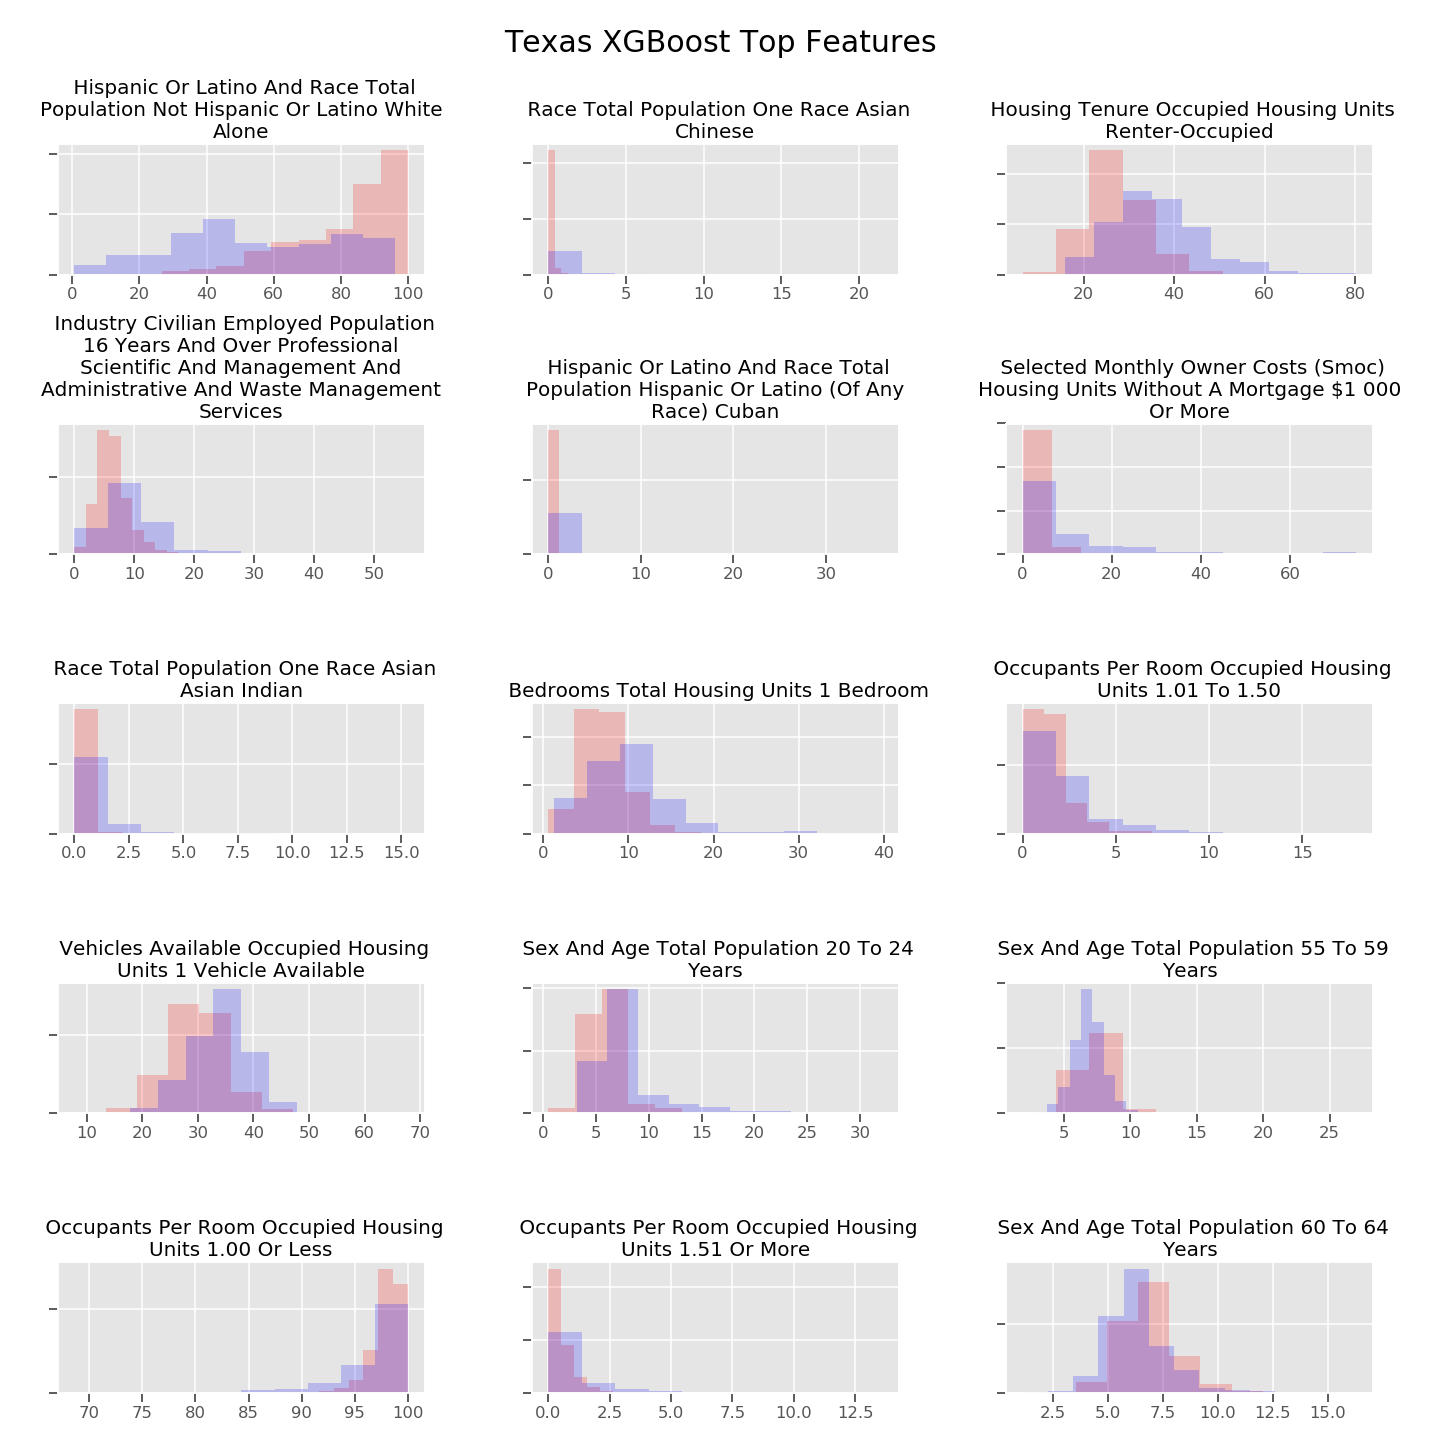 Texas XGBoost Top Features
Hispanic Or Latino And Race Total
Population Not Hispanic Or Latino White
Alone
0 20 40 60 80 100
Race Total Population One Race Asian
Chinese
0 5 10 15 20
Housing Tenure Occupied Housing Units
Renter-Occupied
20 40 60 80
Industry Civilian Employed Population
16 Years And Over Professional
Scientific And Management And
Administrative And Waste Management
Services
0 10 20 30 40 50
Hispanic Or Latino And Race Total
Population Hispanic Or Latino (Of Any
Race) Cuban
0 10 20 30
Selected Monthly Owner Costs (Smoc)
Housing Units Without A Mortgage $1 000
Or More
0 20 40 60
Race Total Population One Race Asian
Asian Indian
0.0 2.5 5.0 7.5 10.0 12.5 15.0
Bedrooms Total Housing Units 1 Bedroom
0 10 20 30 40
Occupants Per Room Occupied Housing
Units 1.01 To 1.50
0 5 10 15
Vehicles Available Occupied Housing
Units 1 Vehicle Available
10 20 30 40 50 60 70
Sex And Age Total Population 20 To 24
Years
0 5 10 15 20 25 30
Sex And Age Total Population 55 To 59
Years
5 10 15 20 25
Occupants Per Room Occupied Housing
Units 1.00 Or Less
70 75 80 85 90 95 100
Occupants Per Room Occupied Housing
Units 1.51 Or More
0.0 2.5 5.0 7.5 10.0 12.5
Sex And Age Total Population 60 To 64
Years
2.5 5.0 7.5 10.0 12.5 15.0